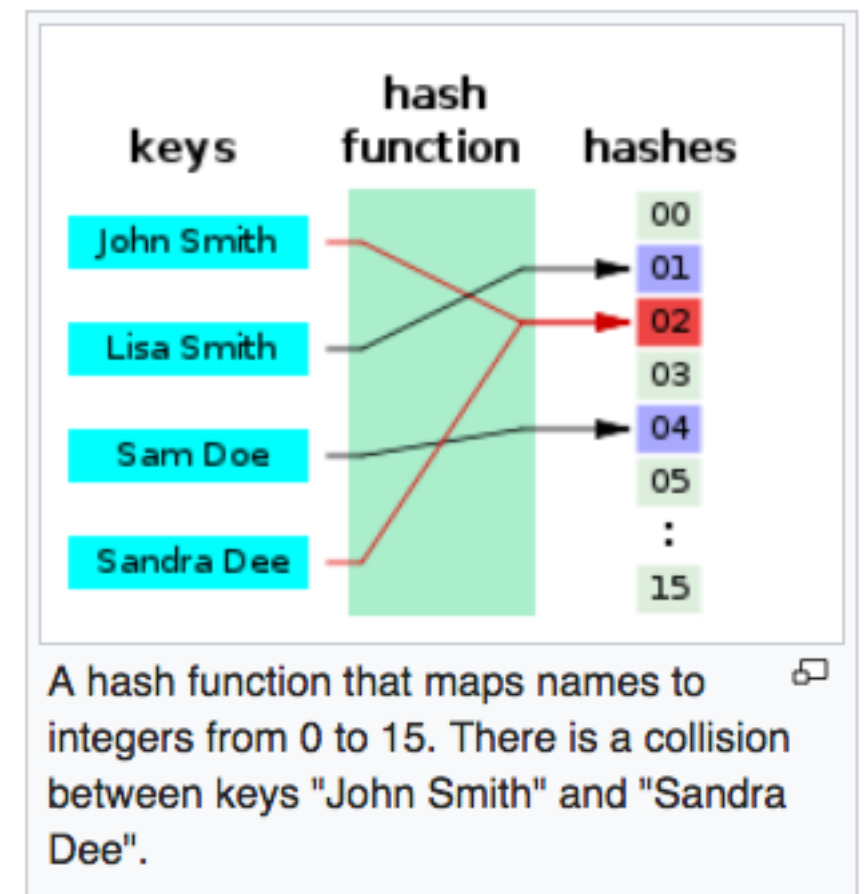 hash
keys function hashes
John Smith
Lisa Smith
Sam Doe
Sandra Dee
00
01
02
03
04
05
:
15
A hash function that maps names to
integers from 0 to 15. There is a collision
between keys "John Smith" and "Sandra
Dee".